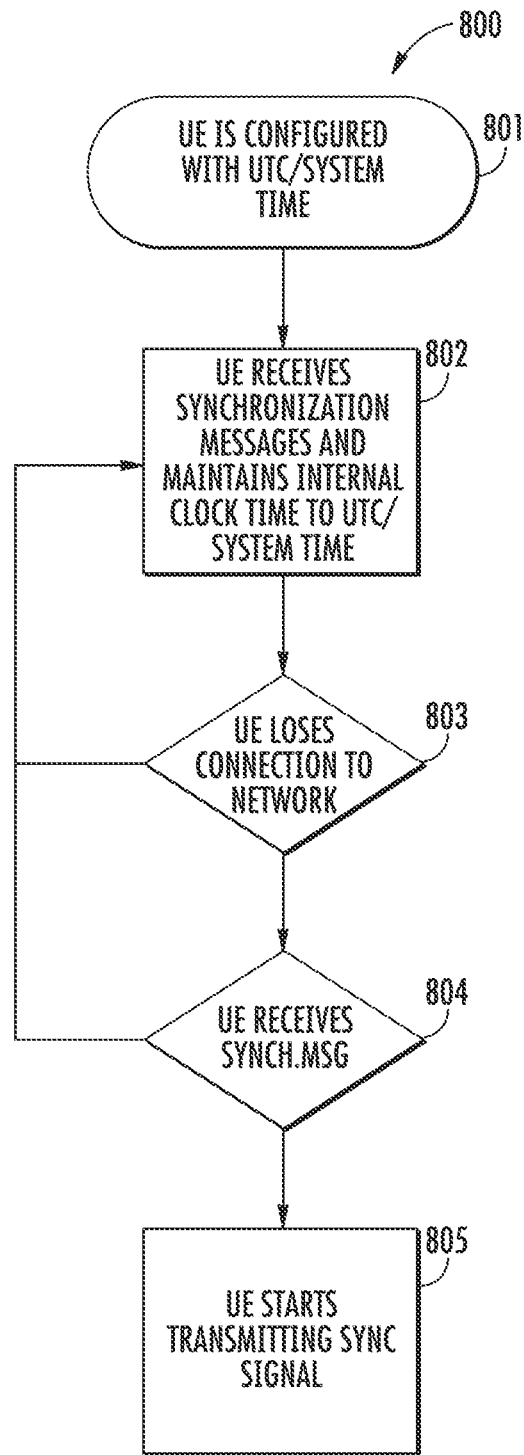 800
UE IS CONFIGURED
WITH UTC/SYSTEM
TIME
801
UE RECEIVES
SYNCHRONIZATION
MESSAGES AND
MAINTAINS INTERNAL
CLOCK TIME TO UTC/
SYSTEM TIME
802
UE LOSES
CONNECTION TO
NETWORK
803
UE RECEIVES
SYNCH.MSG
804
UE STARTS
TRANSMITTING SYNC
SIGNAL
805